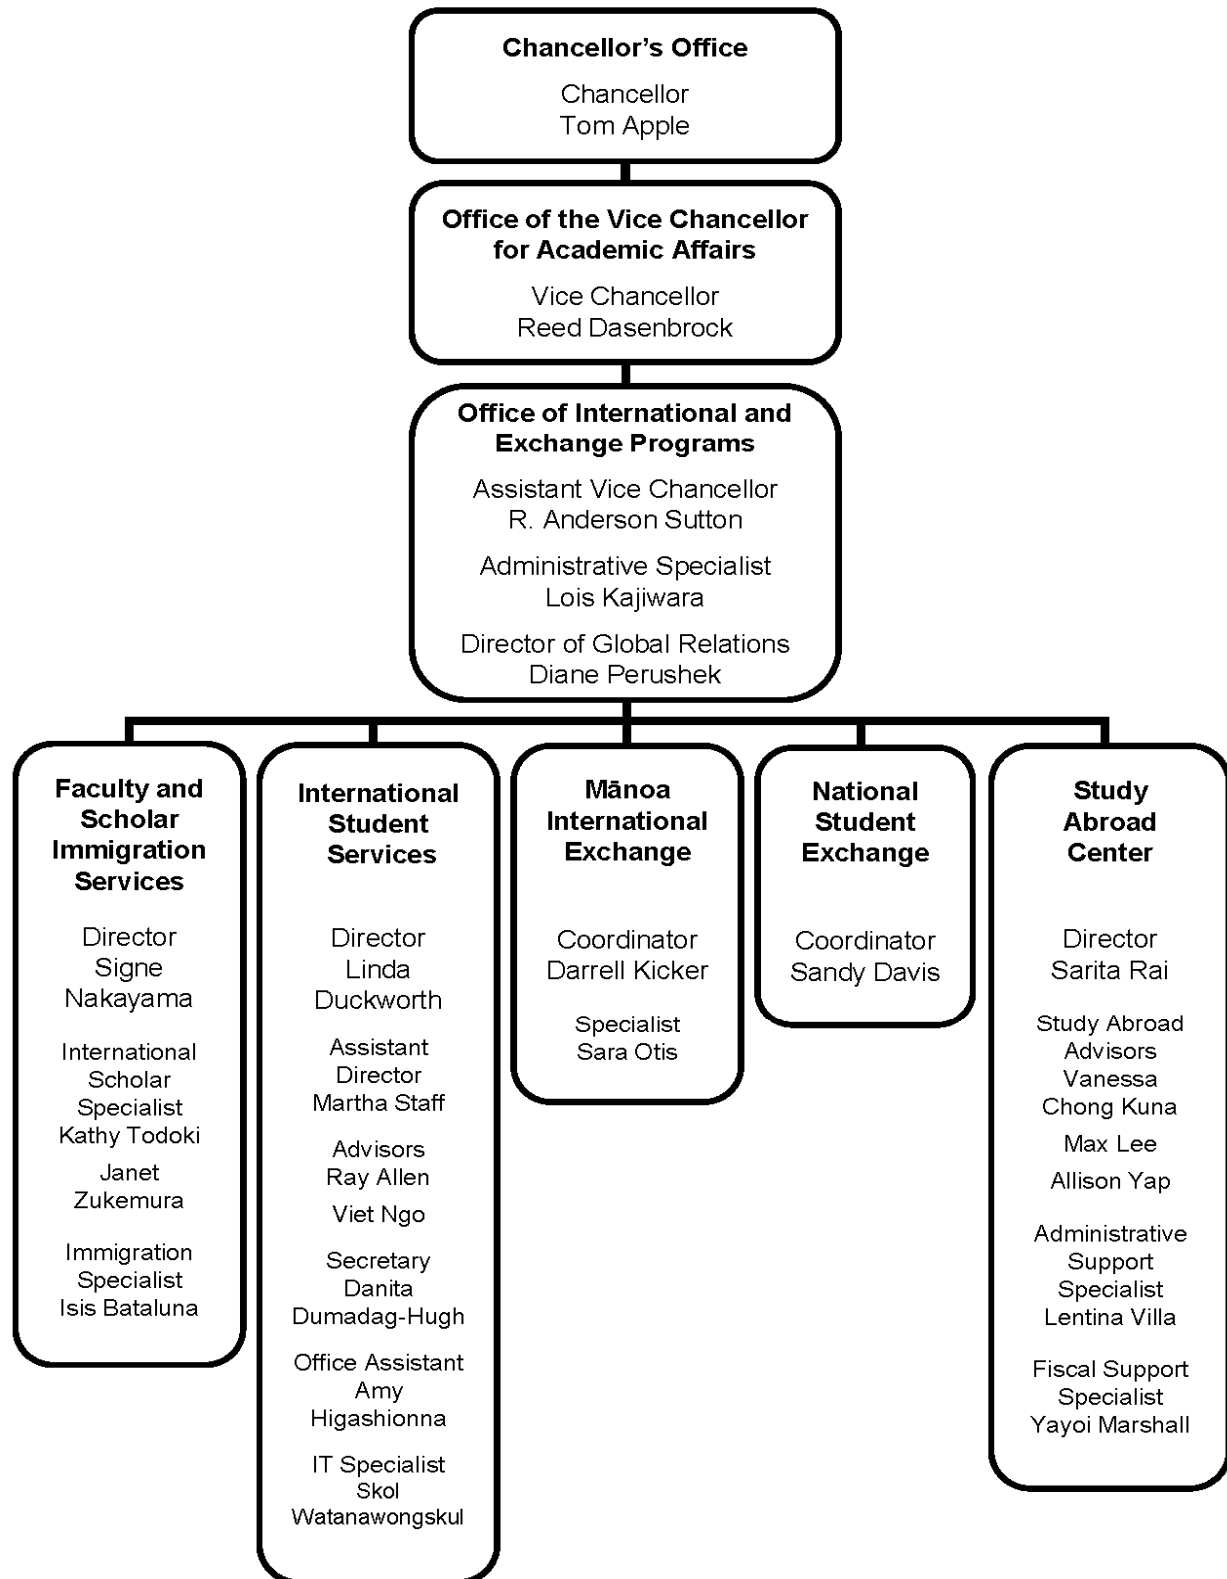 Chancellor's Office
Chancellor
Tom Apple
Office of the Vice Chancellor
for Academic Affairs
Vice Chancellor
Reed Dasenbrock
Office of International and
Exchange Programs
Assistant Vice Chancellor
R. Anderson Sutton
Administrative Specialist
Lois Kajiwara
Director of Global Relations
Diane Perushek
Faculty and
Scholar
Immigration
Services
Director
Signe
Nakayama
International
Scholar
Specialist
Kathy Todoki
Janet
Zukemura
Immigration
Specialist
Isis Bataluna
International
Student
Services
Director
Linda
Duckworth
Assistant
Director
Martha Staff
Advisors
Ray Allen
Viet Ngo
Secretary
Danita
Dumadag-Hugh
Office Assistant
Amy
Higashionna
IT Specialist
Skol
Watanawongskul
Mānoa
International
Exchange
Coordinator
Darrell Kicker
Specialist
Sara Otis
National
Student
Exchange
Coordinator
Sandy Davis
Study
Abroad
Center
Director
Sarita Rai
Study Abroad
Advisors
Vanessa
Chong Kuna
Max Lee
Allison Yap
Administrative
Support
Specialist
Lentina Villa
Fiscal Support
Specialist
Yayoi Marshall